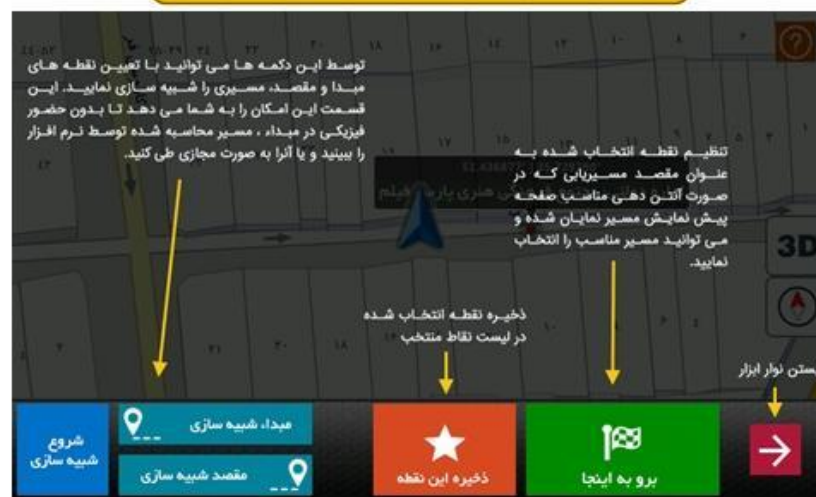 توسط این دکمه ها می توانید با تعیین نقطه های
مبدا و مقصد، مسیری را شبیه سازی نمایید. این
قسمت این امکان را به شما می دهد تا بدون حضور
فیزیکی در مبداء ، مسیر محاسبه شده توسط نرم افزار
را ببینید و یا آنرا به صورت مجازی طی کنید.
تنظیم نقطه انتخاب شده به
عنوان مقصد مسیریابی که در
صورت آنتن دهی مناسب صفحه
پیش نمایش مسیر نمایان شده و
می توانید مسیر مناسب را انتخاب
نمایید.
ذخیره نقطه انتخاب شده
در لیست نقاط منتخب
ستن نوار ابزار
3D
شروع
شبیه سازی
مبداء شبیه سازی
مقصد شبیه سازی
ذخیره این نقطه
برو به اینجا